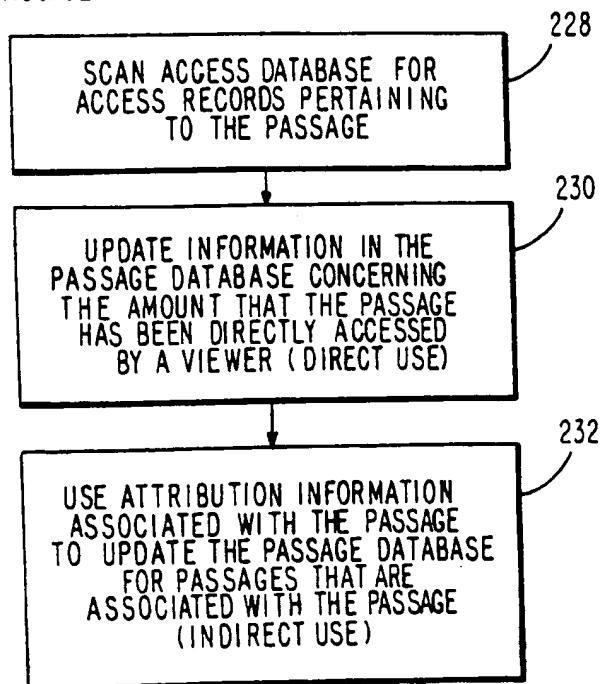 228
SCAN ACCESS DATABASE FOR
ACCESS RECORDS PERTAINING
TO THE PASSAGE
230
UPDATE INFORMATION IN THE
PASSAGE DATABASE CONCERNING
THE AMOUNT THAT THE PASSAGE
HAS BEEN DIRECTLY ACCESSED
BY A VIEWER (DIRECT USE)
232
USE ATTRIBUTION INFORMATION
ASSOCIATED WITH THE PASSAGE
TO UPDATE THE PASSAGE DATABASE
FOR PASSAGES THAT ARE
ASSOCIATED WITH THE PASSAGE
(INDIRECT USE)